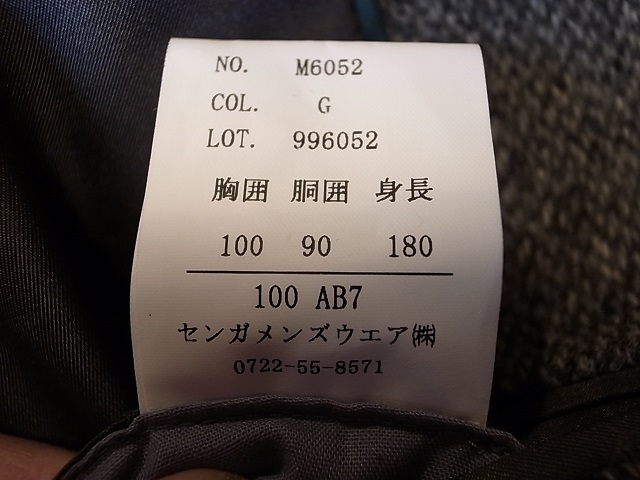 NO. M6052
COL. G
LOT. 996052
胸囲 胴囲 身長
100 90 180
100 AB7
センガメンズウエア㈱
0722-55-8571